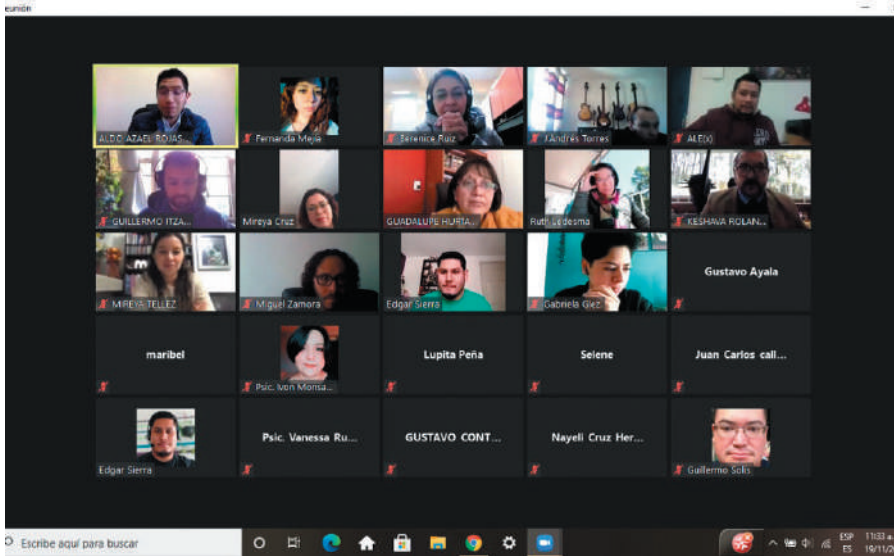 eunión
ALDO AZAEL ROJAS...
Fernanda Mejia
Berenice Ruiz
J Andrés Torres
ALE(x)
GUILLERMO ITZA...
Mireya Cruz
GUADALUPE HURTA...
Ruth Ledesma
KESHAVA ROLAN...
MIREYA TELLEZ
Miguel Zamora
Edgar Sierra
Gabriela Glez
Gustavo Ayala
maribel
Psic. Ivon Monsa...
Lupita Peña
Selene
Juan Carlos call...
Edgar Sierra
Psic. Vanessa Ru...
GUSTAVO CONT...
Nayeli Cruz Her...
Guillermo Solis
Escribe aquí para buscar
ESP
ES
11:33
19/11/2